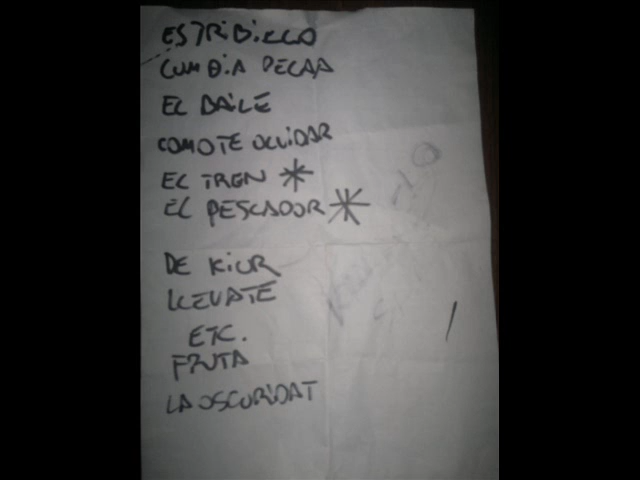 ESTRIBILLO
CUMBIA PECAA
EL BAILE
COMO TE OLVIDAR
EL TREN *
EL PESCADOR *
DE KIUR
LLEVATE
ETC.
FRUTA
LA OSCURIDAT